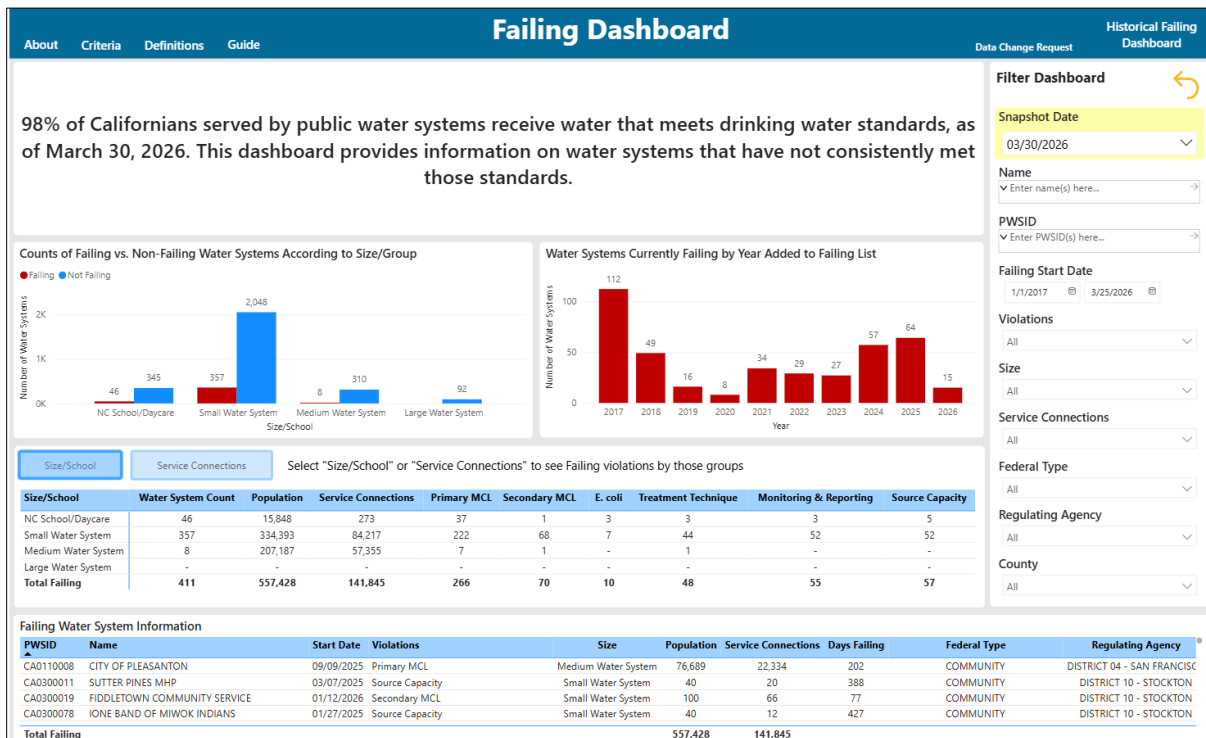 Failing Dashboard
Historical Failing
Dashboard
About Criteria Definitions Guide
Data Change Request
98% of Californians served by public water systems receive water that meets drinking water standards, as
of March 30, 2026. This dashboard provides information on water systems that have not consistently met
those standards.
Filter Dashboard
Snapshot Date
03/30/2026
Name
Enter name(s) here...
PWSID
Enter PWSID(s) here...
Failing Start Date
1/1/2017 3/25/2026
Violations
All
Size
All
Service Connections
All
Federal Type
All
Regulating Agency
All
County
All
Counts of Failing vs. Non-Failing Water Systems According to Size/Group
Failing Not Failing
Number of Water Systems
2K
1K
0K
46 345 357 2,048 8 310 92
NC School/Daycare Small Water System Medium Water System Large Water System
Size/School
Water Systems Currently Failing by Year Added to Failing List
Number of Water Systems
100
50
0
112 49 16 8 34 29 27 57 64 15
2017 2018 2019 2020 2021 2022 2023 2024 2025 2026
Year
Size/School Service Connections Select "Size/School" or "Service Connections" to see Failing violations by those groups
Size/School Water System Count Population Service Connections Primary MCL Secondary MCL E. coli Treatment Technique Monitoring & Reporting Source Capacity
NC School/Daycare 46 15,848 273 37 1 3 3 3 5
Small Water System 357 334,393 84,217 222 68 7 44 52 52
Medium Water System 8 207,187 57,355 7 1 - 1 - -
Large Water System - - - - - - - - -
Total Failing 411 557,428 141,845 266 70 10 48 55 57
Failing Water System Information
PWSID Name Start Date Violations Size Population Service Connections Days Failing Federal Type Regulating Agency
CA0110008 CITY OF PLEASANTON 09/09/2025 Primary MCL Medium Water System 76,689 22,334 202 COMMUNITY DISTRICT 04 - SAN FRANCISC
CA0300011 SUTTER PINES MHP 03/07/2025 Source Capacity Small Water System 40 20 388 COMMUNITY DISTRICT 10 - STOCKTON
CA0300019 FIDDLETOWN COMMUNITY SERVICE 01/12/2026 Secondary MCL Small Water System 100 66 77 COMMUNITY DISTRICT 10 - STOCKTON
CA0300078 IONE BAND OF MIWOK INDIANS 01/27/2025 Source Capacity Small Water System 40 12 427 COMMUNITY DISTRICT 10 - STOCKTON
Total Failing 557,428 141,845